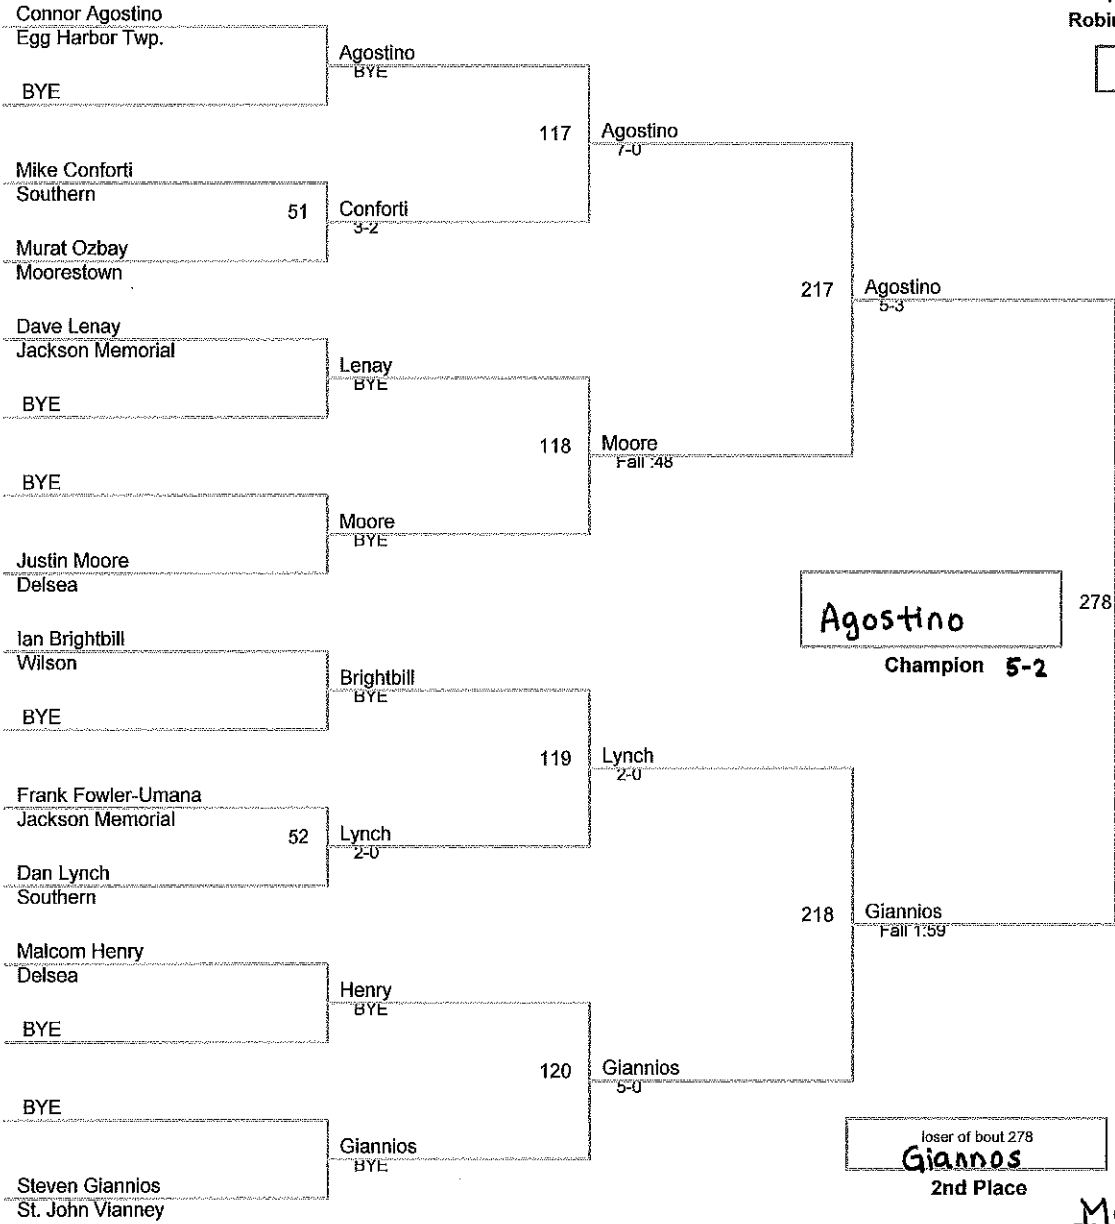 Connor Agostino
Egg Harbor Twp.
Agostino
BYE
BYE
117
Agostino
7-0
Mike Conforti
Southern
51
Conforti
3-2
Murat Ozbay
Moorestown
217
Agostino
5-3
Dave Lenay
Jackson Memorial
Lenay
BYE
BYE
118
Moore
Fall :48
BYE
Moore
BYE
Justin Moore
Delsea
Agostino
278
Champion 5-2
Ian Brightbill
Wilson
Brightbill
BYE
BYE
119
Lynch
2-0
Frank Fowler-Umana
Jackson Memorial
52
Lynch
2-0
Dan Lynch
Southern
218
Giannios
Fall 1:59
Malcom Henry
Delsea
Henry
BYE
BYE
120
Giannios
5-0
BYE
Giannios
BYE
loser of bout 278
Giannos
2nd Place
Steven Giannios
St. John Vianney